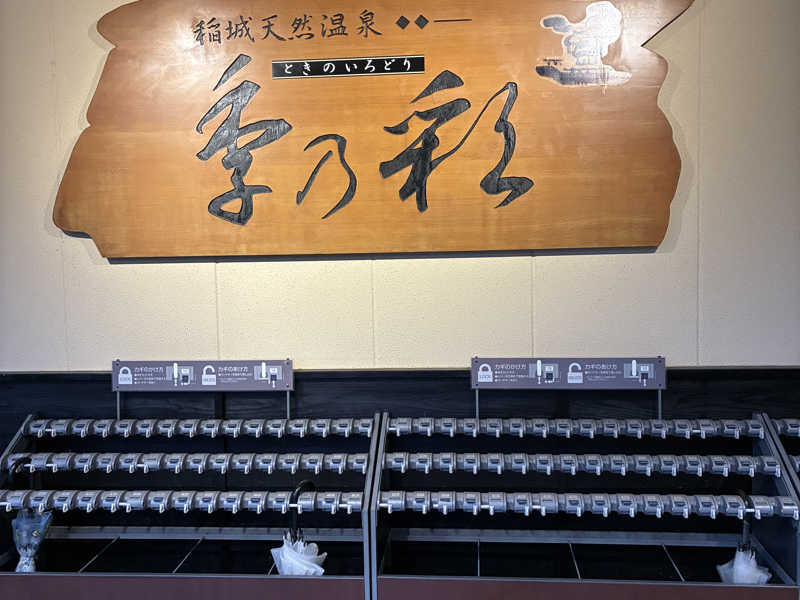 稲城天然温泉
ときのいろどり
季乃彩
カギのかけ方
カギのあけ方
カギのかけ方
カギのあけ方